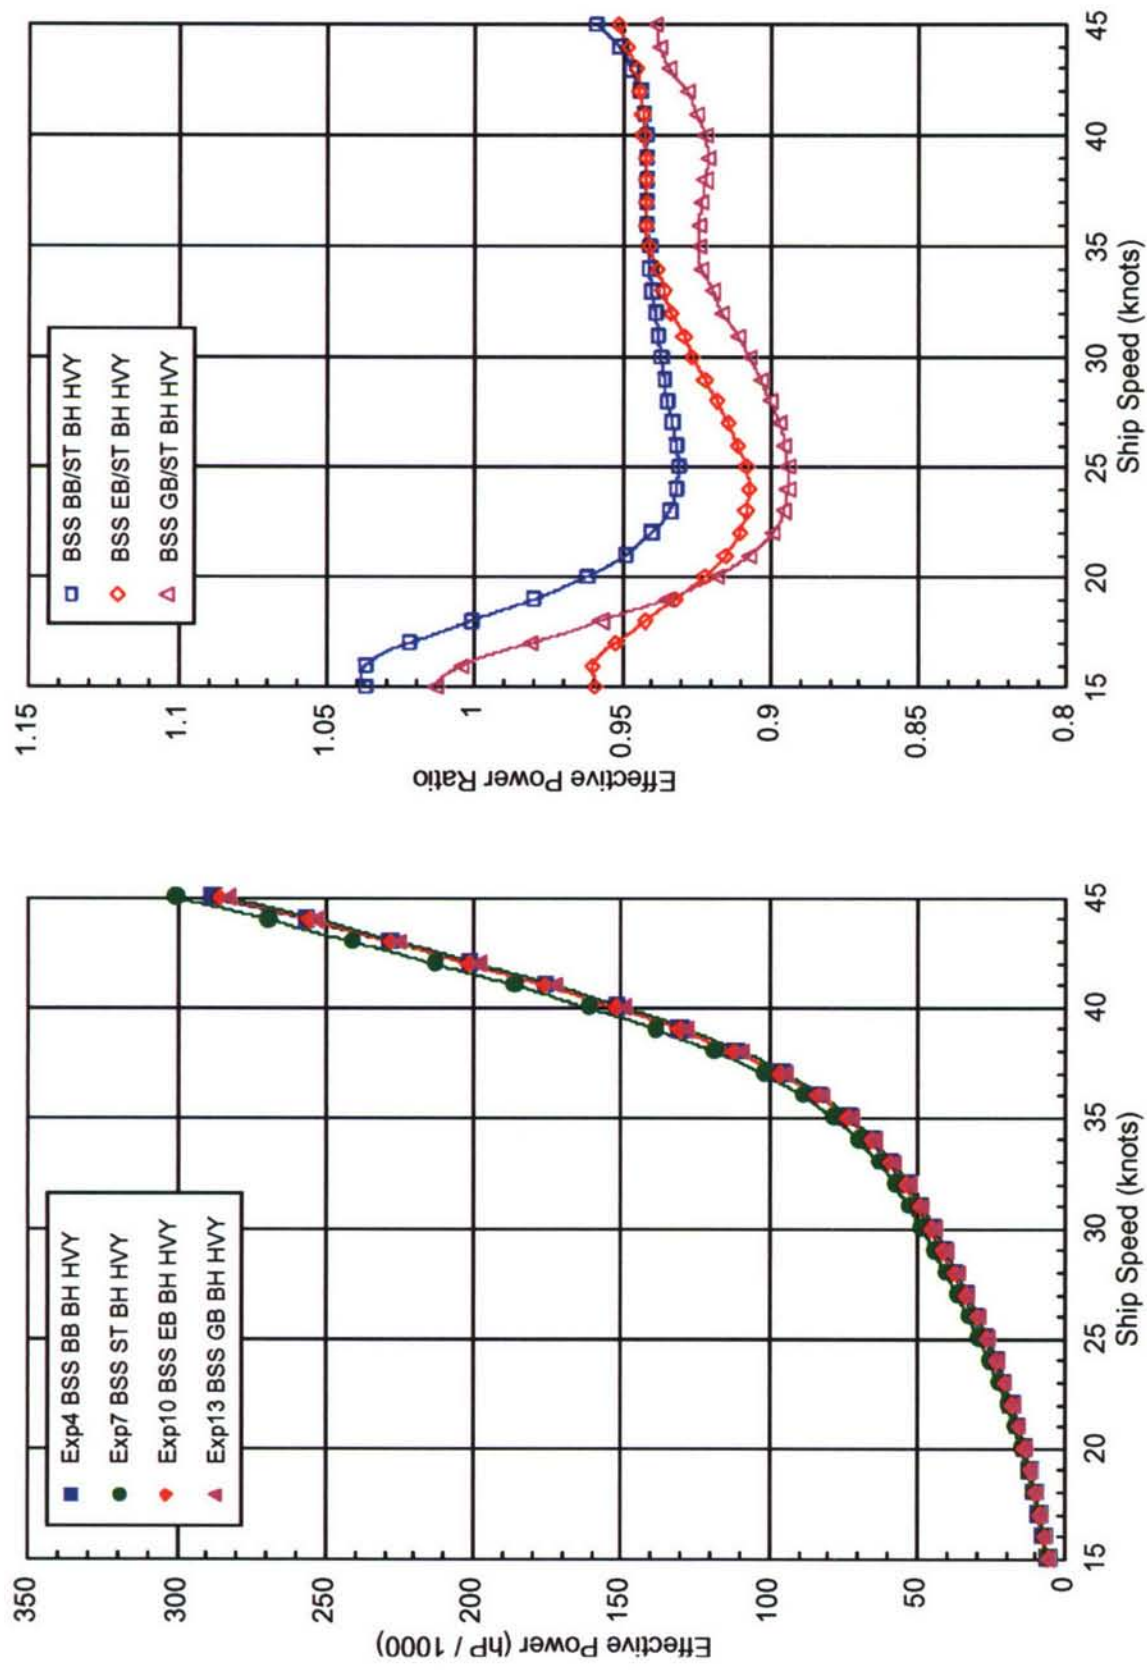 350
300
250
200
150
100
50
0
Effective Power (hP / 1000)
Exp4 BSS BB BH HVY
Exp7 BSS ST BH HVY
Exp10 BSS EB BH HVY
Exp13 BSS GB BH HVY
15
20
25
30
35
40
45
Ship Speed (knots)
1.15
1.1
1.05
1
0.95
0.9
0.85
0.8
Effective Power Ratio
BSS BB/ST BH HVY
BSS EB/ST BH HVY
BSS GB/ST BH HVY
15
20
25
30
35
40
45
Ship Speed (knots)